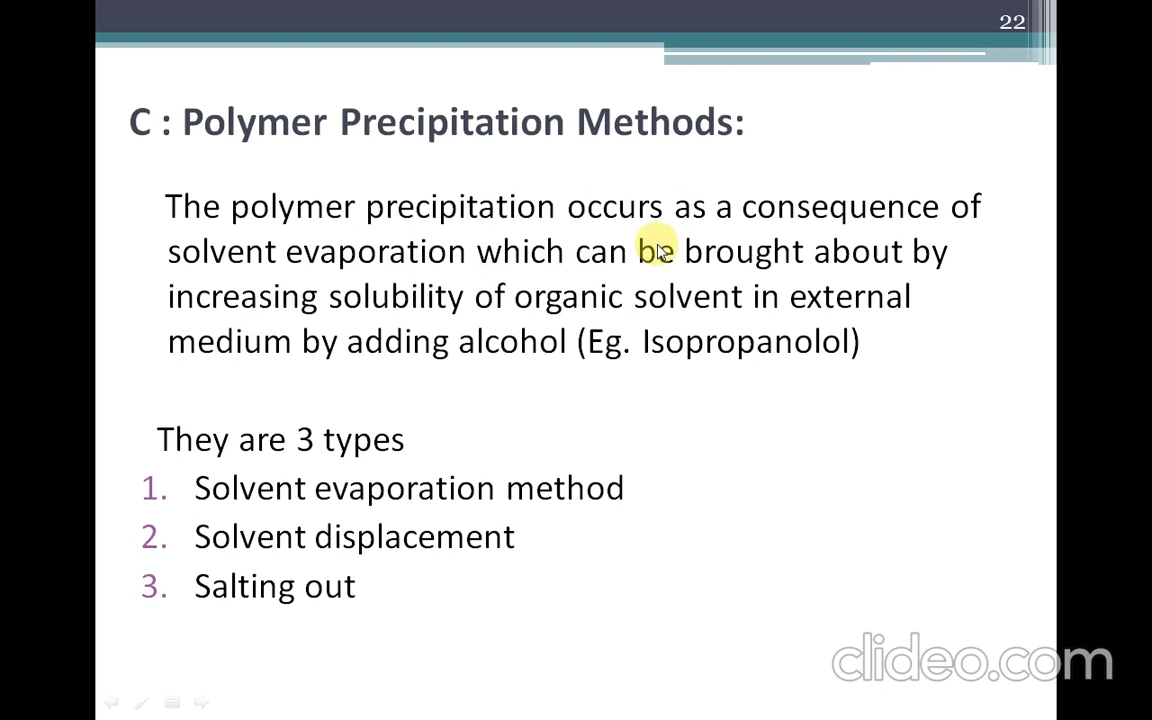 22
C : Polymer Precipitation Methods:
The polymer precipitation occurs as a consequence of
solvent evaporation which can be brought about by
increasing solubility of organic solvent in external
medium by adding alcohol (Eg. Isopropanolol)
They are 3 types
1. Solvent evaporation method
2. Solvent displacement
3. Salting out
clideo.com